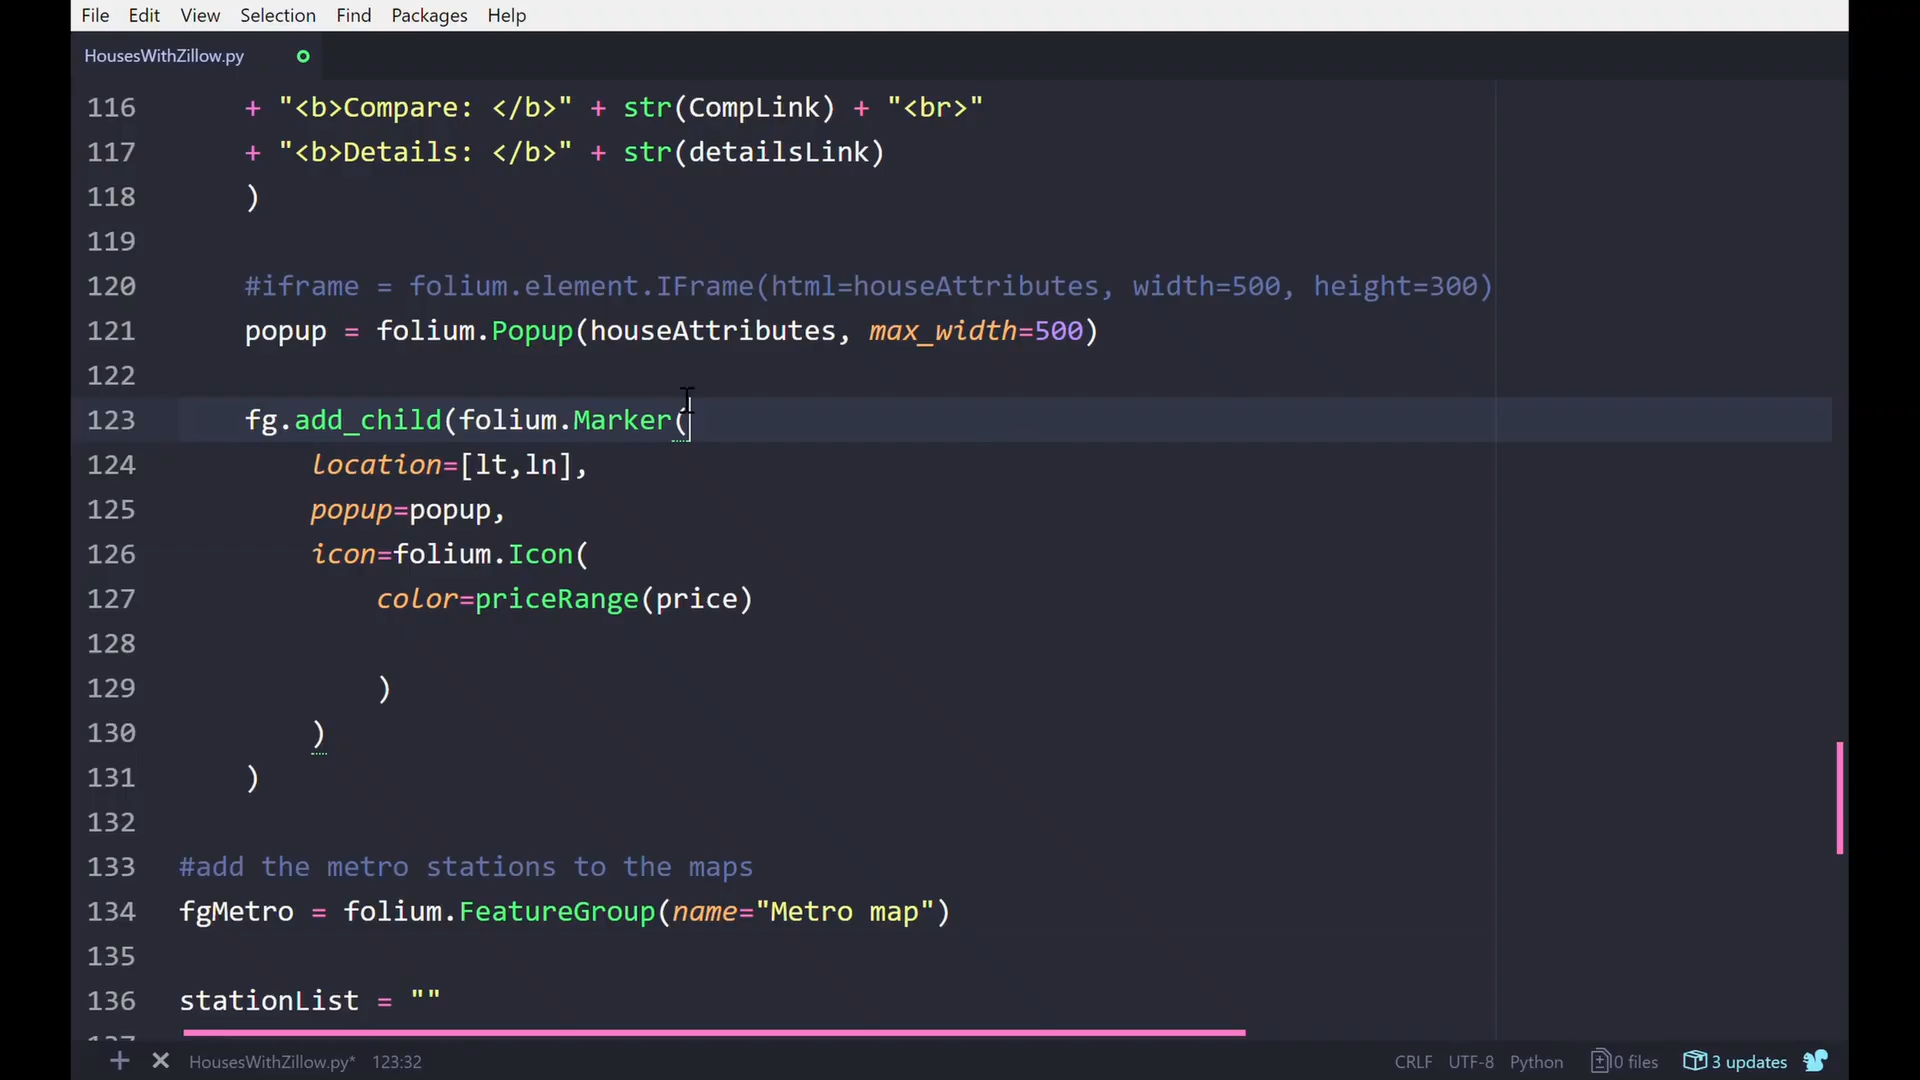 File Edit View Selection Find Packages Help
HousesWithZillow.py
116 + "<b>Compare: </b>" + str(CompLink) + "<br>"
117 + "<b>Details: </b>" + str(detailsLink)
118 )
119
120 #iframe = folium.element.IFrame(html=houseAttributes, width=500, height=300)
121 popup = folium.Popup(houseAttributes, max_width=500)
122
123 fg.add_child(folium.Marker(
124 location=[lt,ln],
125 popup=popup,
126 icon=folium.Icon(
127 color=priceRange(price)
128
129 )
130 )
131 )
132
133 #add the metro stations to the maps
134 fgMetro = folium.FeatureGroup(name="Metro map")
135
136 stationList = ""
HousesWithZillow.py* 123:32 CRLF UTF-8 Python 0 files 3 updates